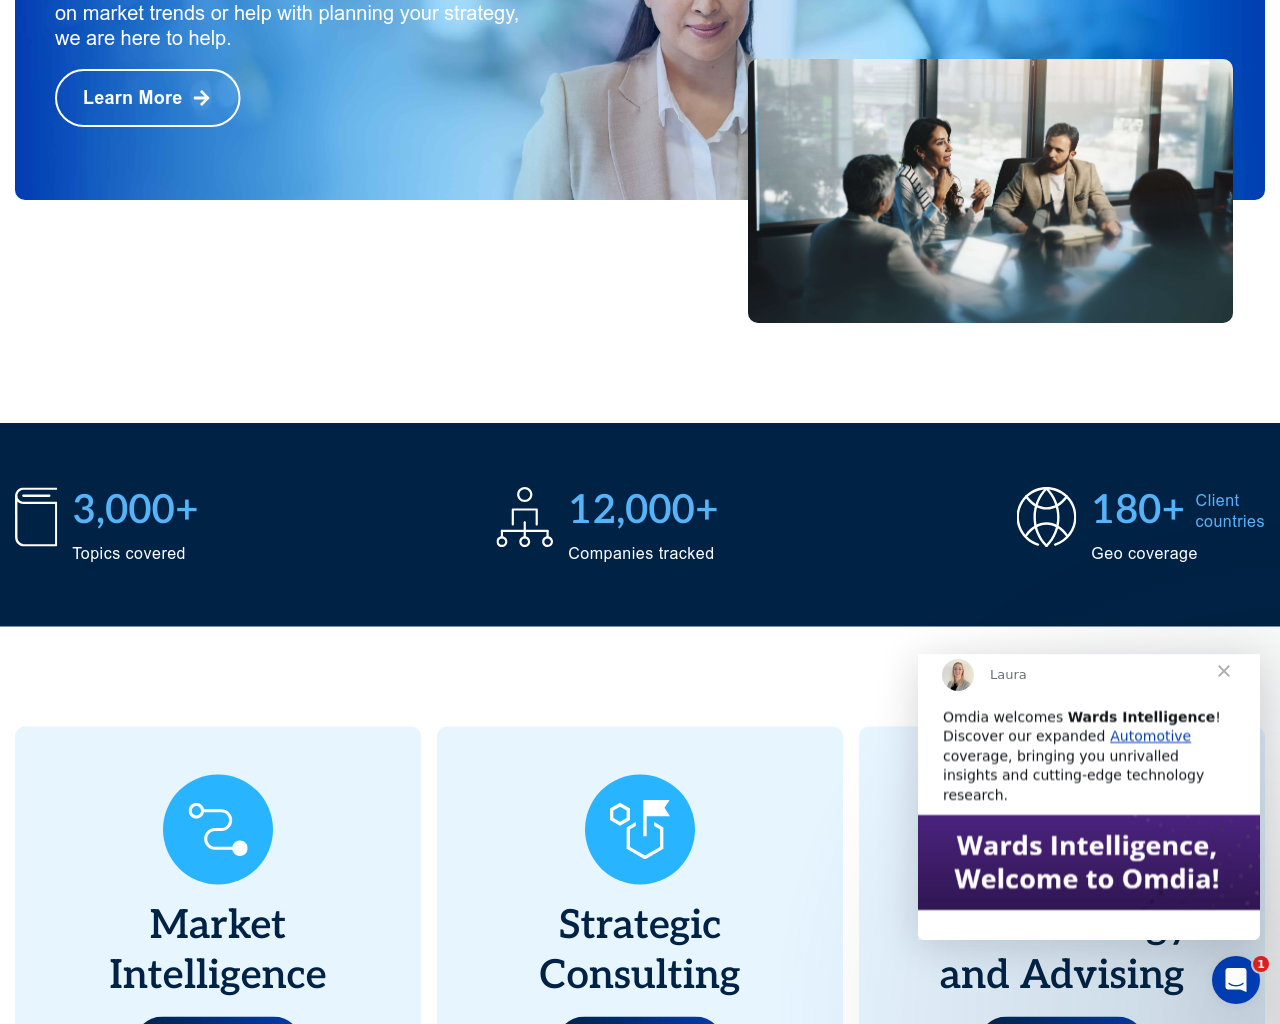 on market trends or help with planning your strategy,
we are here to help.
Learn More
3,000+
Topics covered
12,000+
Companies tracked
180+
Client
countries
Geo coverage
Laura
Omdia welcomes Wards Intelligence!
Discover our expanded Automotive
coverage, bringing you unrivalled
insights and cutting-edge technology
research.
Wards Intelligence,
Welcome to Omdia!
Market
Intelligence
Strategic
Consulting
and Advising
1